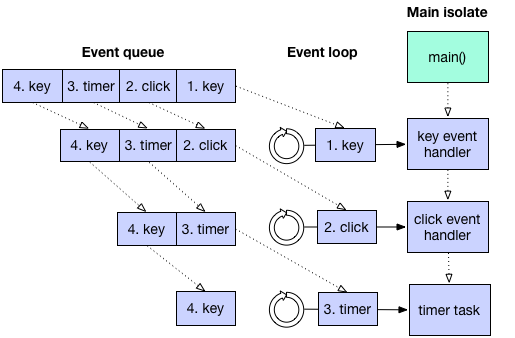 Main isolate
Event queue
Event loop
main()
4. key
3. timer
2. click
1. key
4. key
3. timer
2. click
1. key
key event
handler
4. key
3. timer
2. click
click event
handler
4. key
3. timer
timer task